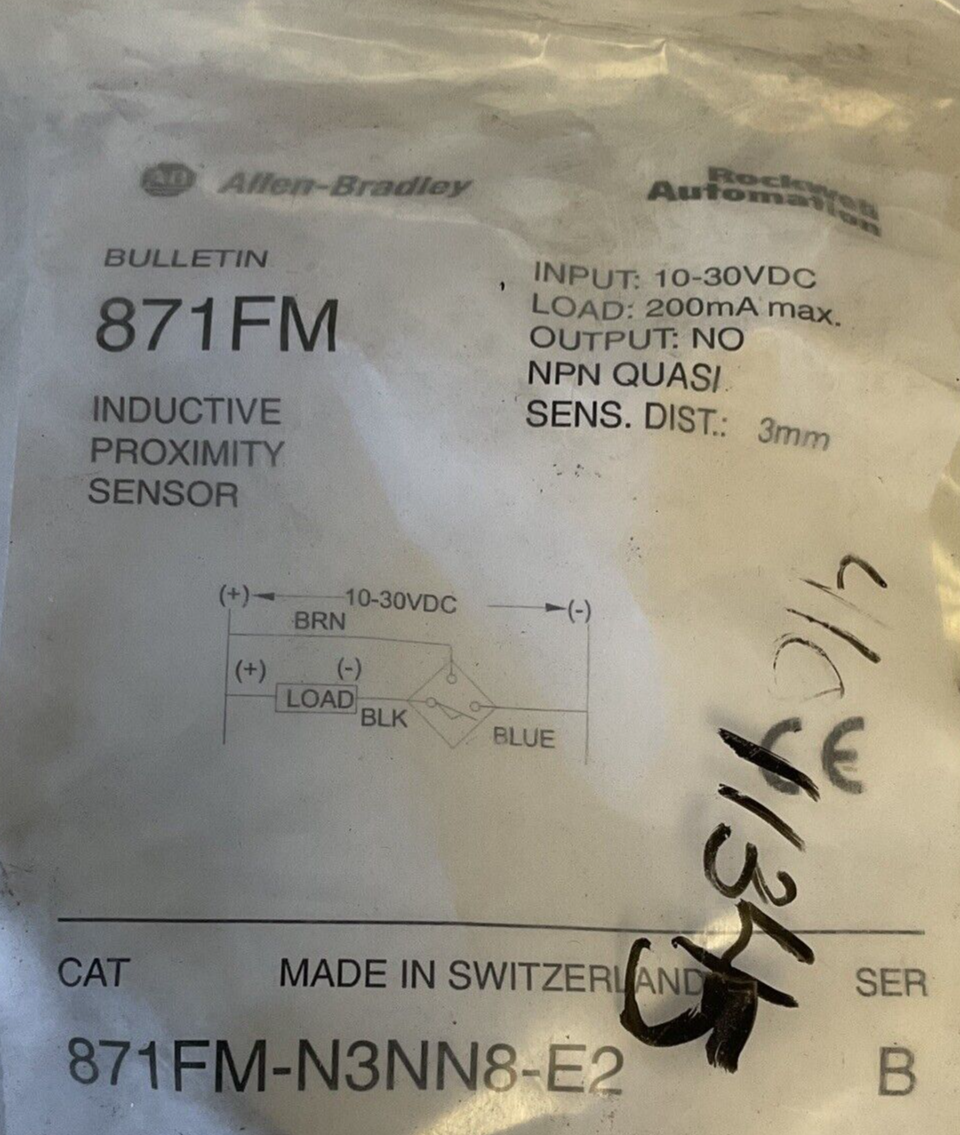 AB Allen-Bradley
Rockwell
Automation
BULLETIN
871FM
INDUCTIVE
PROXIMITY
SENSOR
INPUT: 10-30VDC
LOAD: 200mA max.
OUTPUT: NO
NPN QUASI
SENS. DIST.: 3mm
(+) 10-30VDC (-)
BRN
(+) (-)
LOAD
BLK
BLUE
CE
CAT MADE IN SWITZERLAND SER
871FM-N3NN8-E2 B